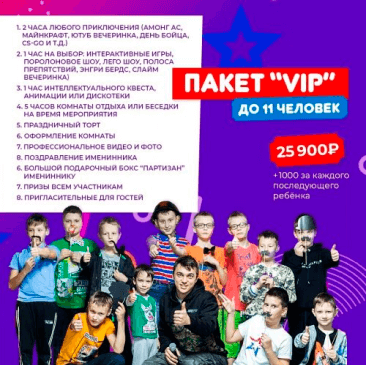 1. 2 ЧАСА ЛЮБОГО ПРИКЛЮЧЕНИЯ (АМОНГ АС,
МАЙНКРАФТ, ЮТУБ ВЕЧЕРИНКА, ДЕНЬ БОЙЦА,
CS-GO И Т.Д.)
2. 1 ЧАС НА ВЫБОР: ИНТЕРАКТИВНЫЕ ИГРЫ,
ПОРОЛОНОВОЕ ШОУ, ЛЕГО ШОУ, ПОЛОСА
ПРЕПЯТСТВИЙ, ЭНГРИ БЕРДС, СЛАЙМ
ВЕЧЕРИНКА)
3. 1 ЧАС ИНТЕЛЛЕКТУАЛЬНОГО КВЕСТА,
АНИМАЦИИ ИЛИ ДИСКОТЕКИ
4. 5 ЧАСОВ КОМНАТЫ ОТДЫХА ИЛИ БЕСЕДКИ
НА ВРЕМЯ МЕРОПРИЯТИЯ
5. ПРАЗДНИЧНЫЙ ТОРТ
6. ОФОРМЛЕНИЕ КОМНАТЫ
7. ПРОФЕССИОНАЛЬНОЕ ВИДЕО И ФОТО
8. ПОЗДРАВЛЕНИЕ ИМЕНИННИКА
6. БОЛЬШОЙ ПОДАРОЧНЫЙ БОКС "ПАРТИЗАН"
ИМЕНИННИКУ
7. ПРИЗЫ ВСЕМ УЧАСТНИКАМ
8. ПРИГЛАСИТЕЛЬНЫЕ ДЛЯ ГОСТЕЙ
ПАКЕТ "VIP"
ДО 11 ЧЕЛОВЕК
25 900₽
+1000 за каждого
последующего
ребёнка